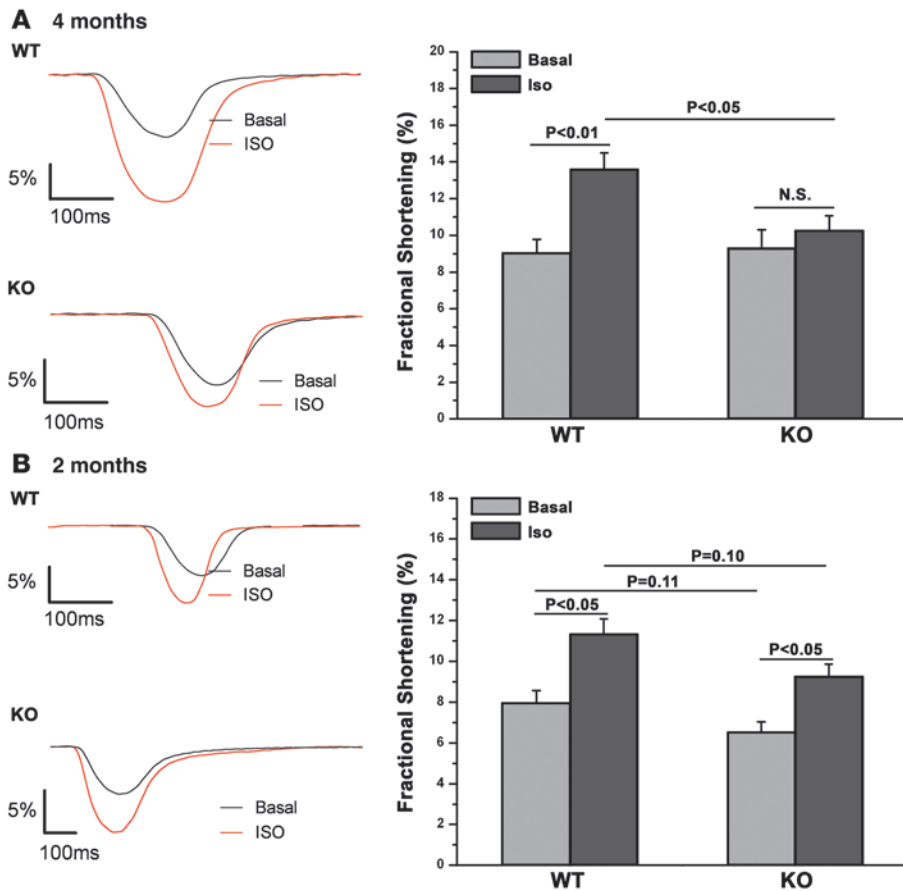 A 4 months
WT
Basal
ISO
5%
100ms
KO
Basal
ISO
5%
100ms
Fractional Shortening (%)
20
18
16
14
12
10
8
6
4
2
0
Basal
Iso
P<0.05
P<0.01
N.S.
WT
KO
B 2 months
WT
Basal
ISO
5%
100ms
KO
Basal
ISO
5%
100ms
Fractional Shortening (%)
18
16
14
12
10
8
6
4
2
0
Basal
Iso
P=0.10
P=0.11
P<0.05
P<0.05
WT
KO